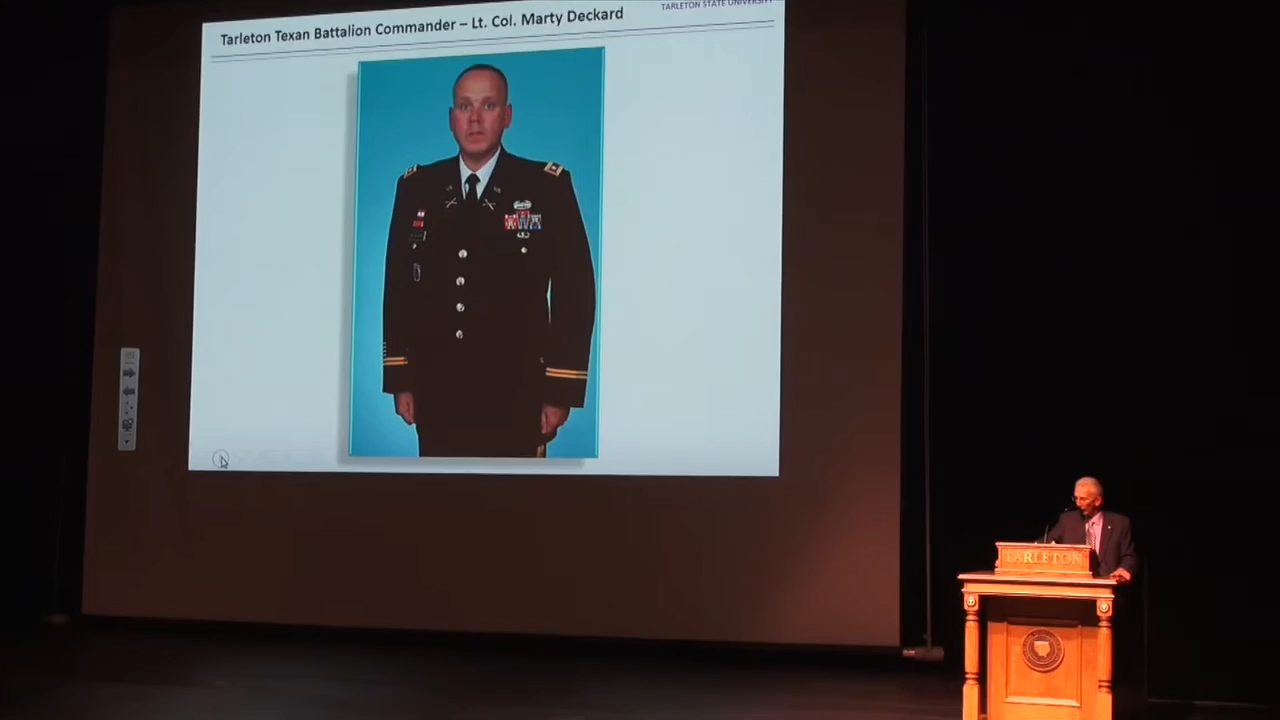 Tarleton Texan Battalion Commander – Lt. Col. Marty Deckard
TARLETON STATE UNIVERSITY
TARLETON